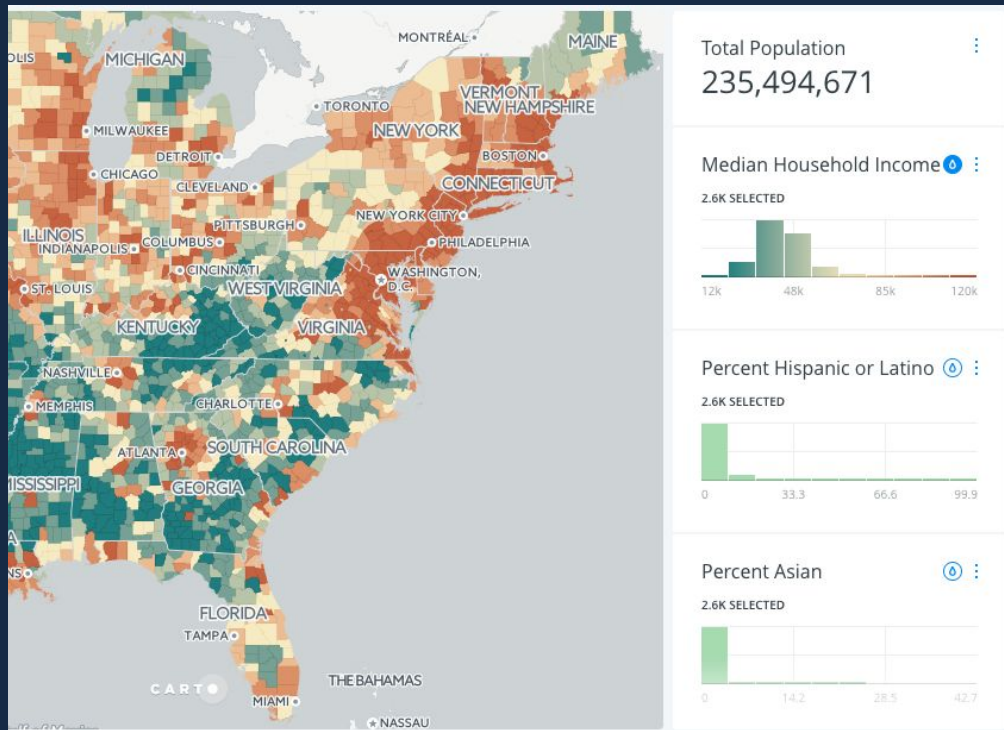 MONTRÉAL
MAINE
OLIS
MICHIGAN
VERMONT
NEW HAMPSHIRE
TORONTO
NEW YORK
MILWAUKEE
DETROIT
BOSTON
CHICAGO
CLEVELAND
CONNECTICUT
NEW YORK CITY
PITTSBURGH
ILLINOIS
INDIANAPOLIS
COLUMBUS
PHILADELPHIA
CINCINNATI
WASHINGTON,
D.C.
ST. LOUIS
WEST VIRGINIA
KENTUCKY
VIRGINIA
NASHVILLE
MEMPHIS
CHARLOTTE
ATLANTA
SOUTH CAROLINA
MISSISSIPPI
GEORGIA
A
NS
FLORIDA
TAMPA
THE BAHAMAS
CARTO
MIAMI
NASSAU
Total Population
235,494,671
Median Household Income
2.6K SELECTED
12k 48k 85k 120k
Percent Hispanic or Latino
2.6K SELECTED
0 33.3 66.6 99.9
Percent Asian
2.6K SELECTED
0 14.2 28.5 42.7